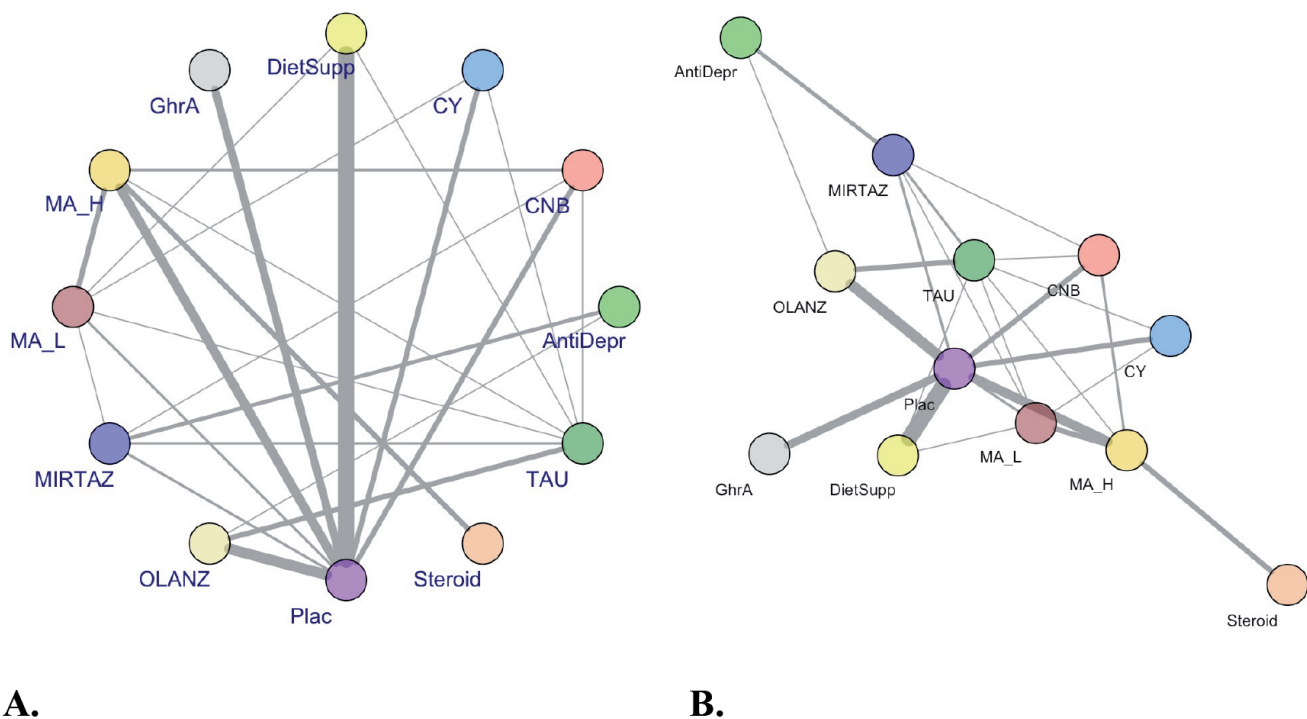 DietSupp
GhrA
CY
MA_H
CNB
MA_L
AntiDepr
MIRTAZ
TAU
OLANZ
Steroid
Plac
A.
AntiDepr
MIRTAZ
OLANZ
TAU
CNB
CY
Plac
MA_L
GhrA
DietSupp
MA_H
Steroid
B.